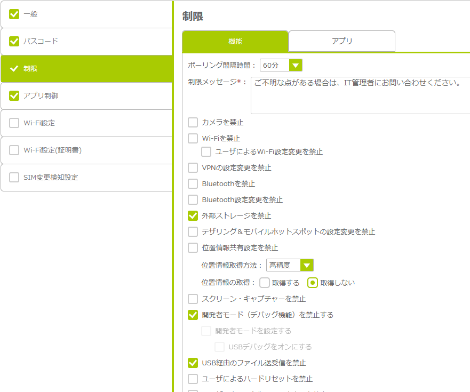 一般
パスコード
制限
アプリ制御
Wi-Fi設定
Wi-Fi設定(証明書)
SIM変更検知設定
制限
機能
アプリ
ポーリング間隔時間：
60分
制限メッセージ*：
ご不明な点がある場合は、IT管理者にお問い合わせください。
カメラを禁止
Wi-Fiを禁止
ユーザによるWi-Fi設定変更を禁止
VPNの設定変更を禁止
Bluetoothを禁止
Bluetooth設定変更を禁止
外部ストレージを禁止
テザリング＆モバイルホットスポットの設定変更を禁止
位置情報共有設定を禁止
位置情報取得方法：
高精度
位置情報の取得：
取得する
取得しない
スクリーン・キャプチャーを禁止
開発者モード（デバッグ機能）を禁止する
開発者モードを設定する
USBデバッグをオンにする
USB経由のファイル送受信を禁止
ユーザによるハードリセットを禁止